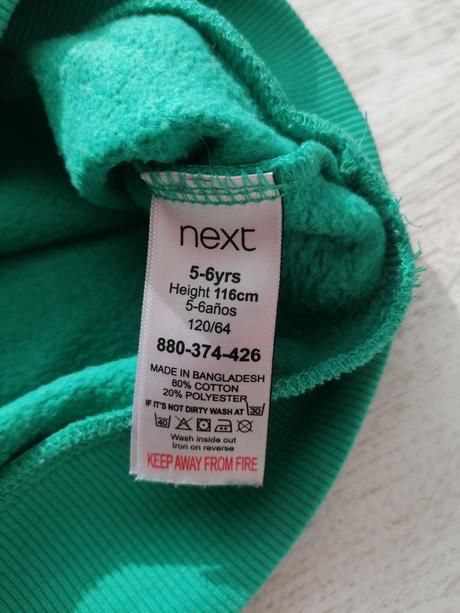 next
5-6yrs
Height 116cm
5-6años
120/64
880-374-426
MADE IN BANGLADESH
80% COTTON
20% POLYESTER
IF IT'S NOT DIRTY WASH AT 30
40
Wash inside out
Iron on reverse
KEEP AWAY FROM FIRE